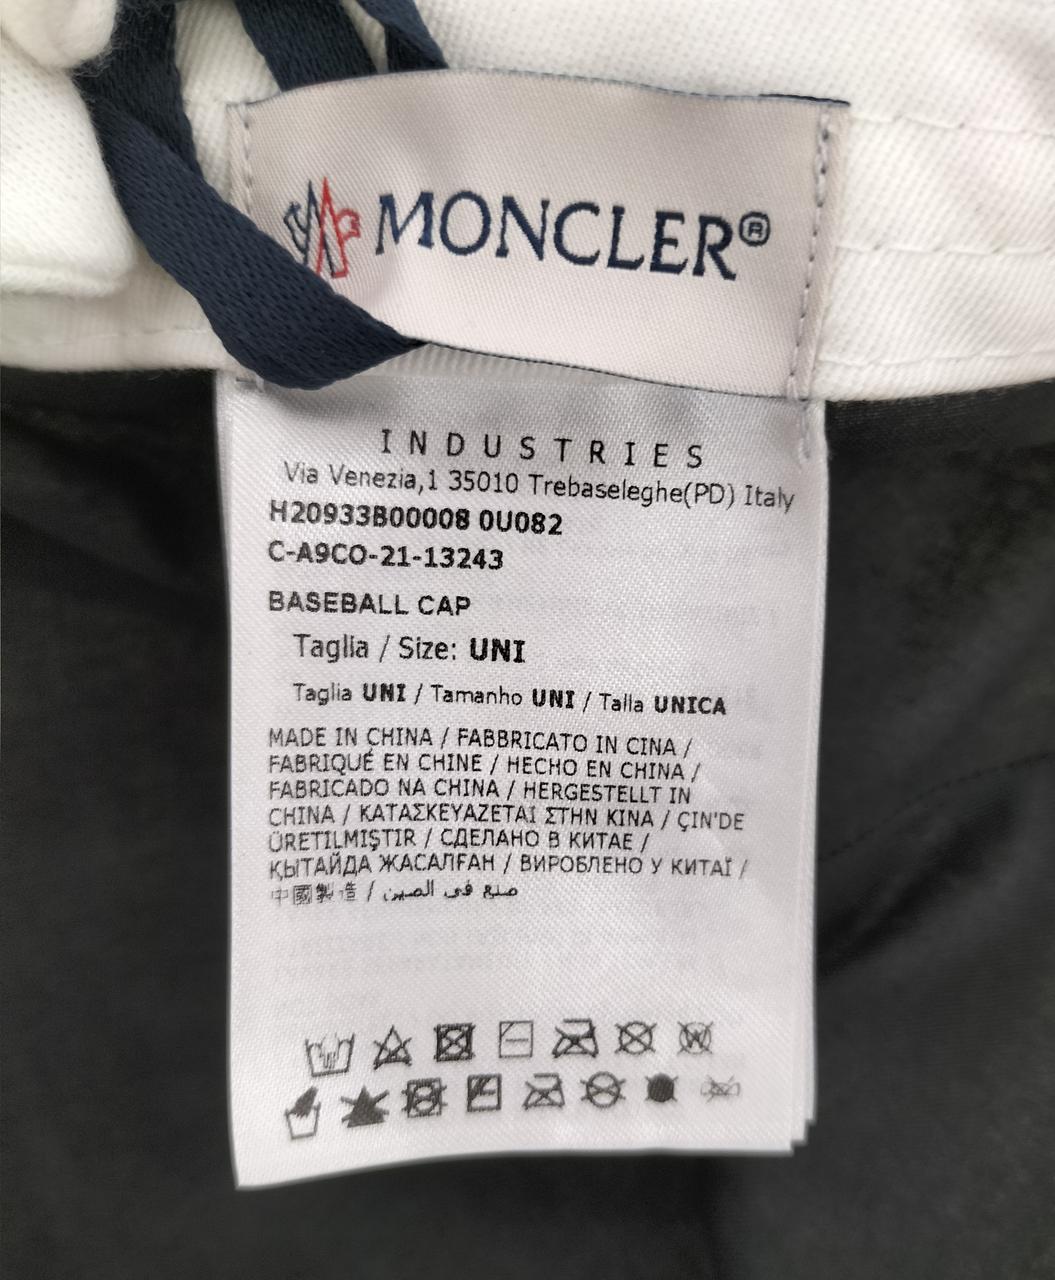 MONCLER®
INDUSTRIES
Via Venezia,1 35010 Trebaseleghe(PD) Italy
H20933B00008 0U082
C-A9CO-21-13243
BASEBALL CAP
Taglia / Size: UNI
Taglia UNI / Tamanho UNI / Talla UNICA
MADE IN CHINA / FABBRICATO IN CINA /
FABRIQUÉ EN CHINE / HECHO EN CHINA /
FABRICADO NA CHINA / HERGESTELLT IN
CHINA / ΚΑΤΑΣΚΕΥΑΖΕΤΑΙ ΣΤΗΝ ΚΙΝΑ / ÇIN'DE
ÜRETILMIŞTIR / СДЕЛАНО В КИТАЕ /
ҚЫТАЙДА ЖАСАЛҒАН / ВИРОБЛЕНО У КИТАЇ /
中國製造 / صنع في الصين